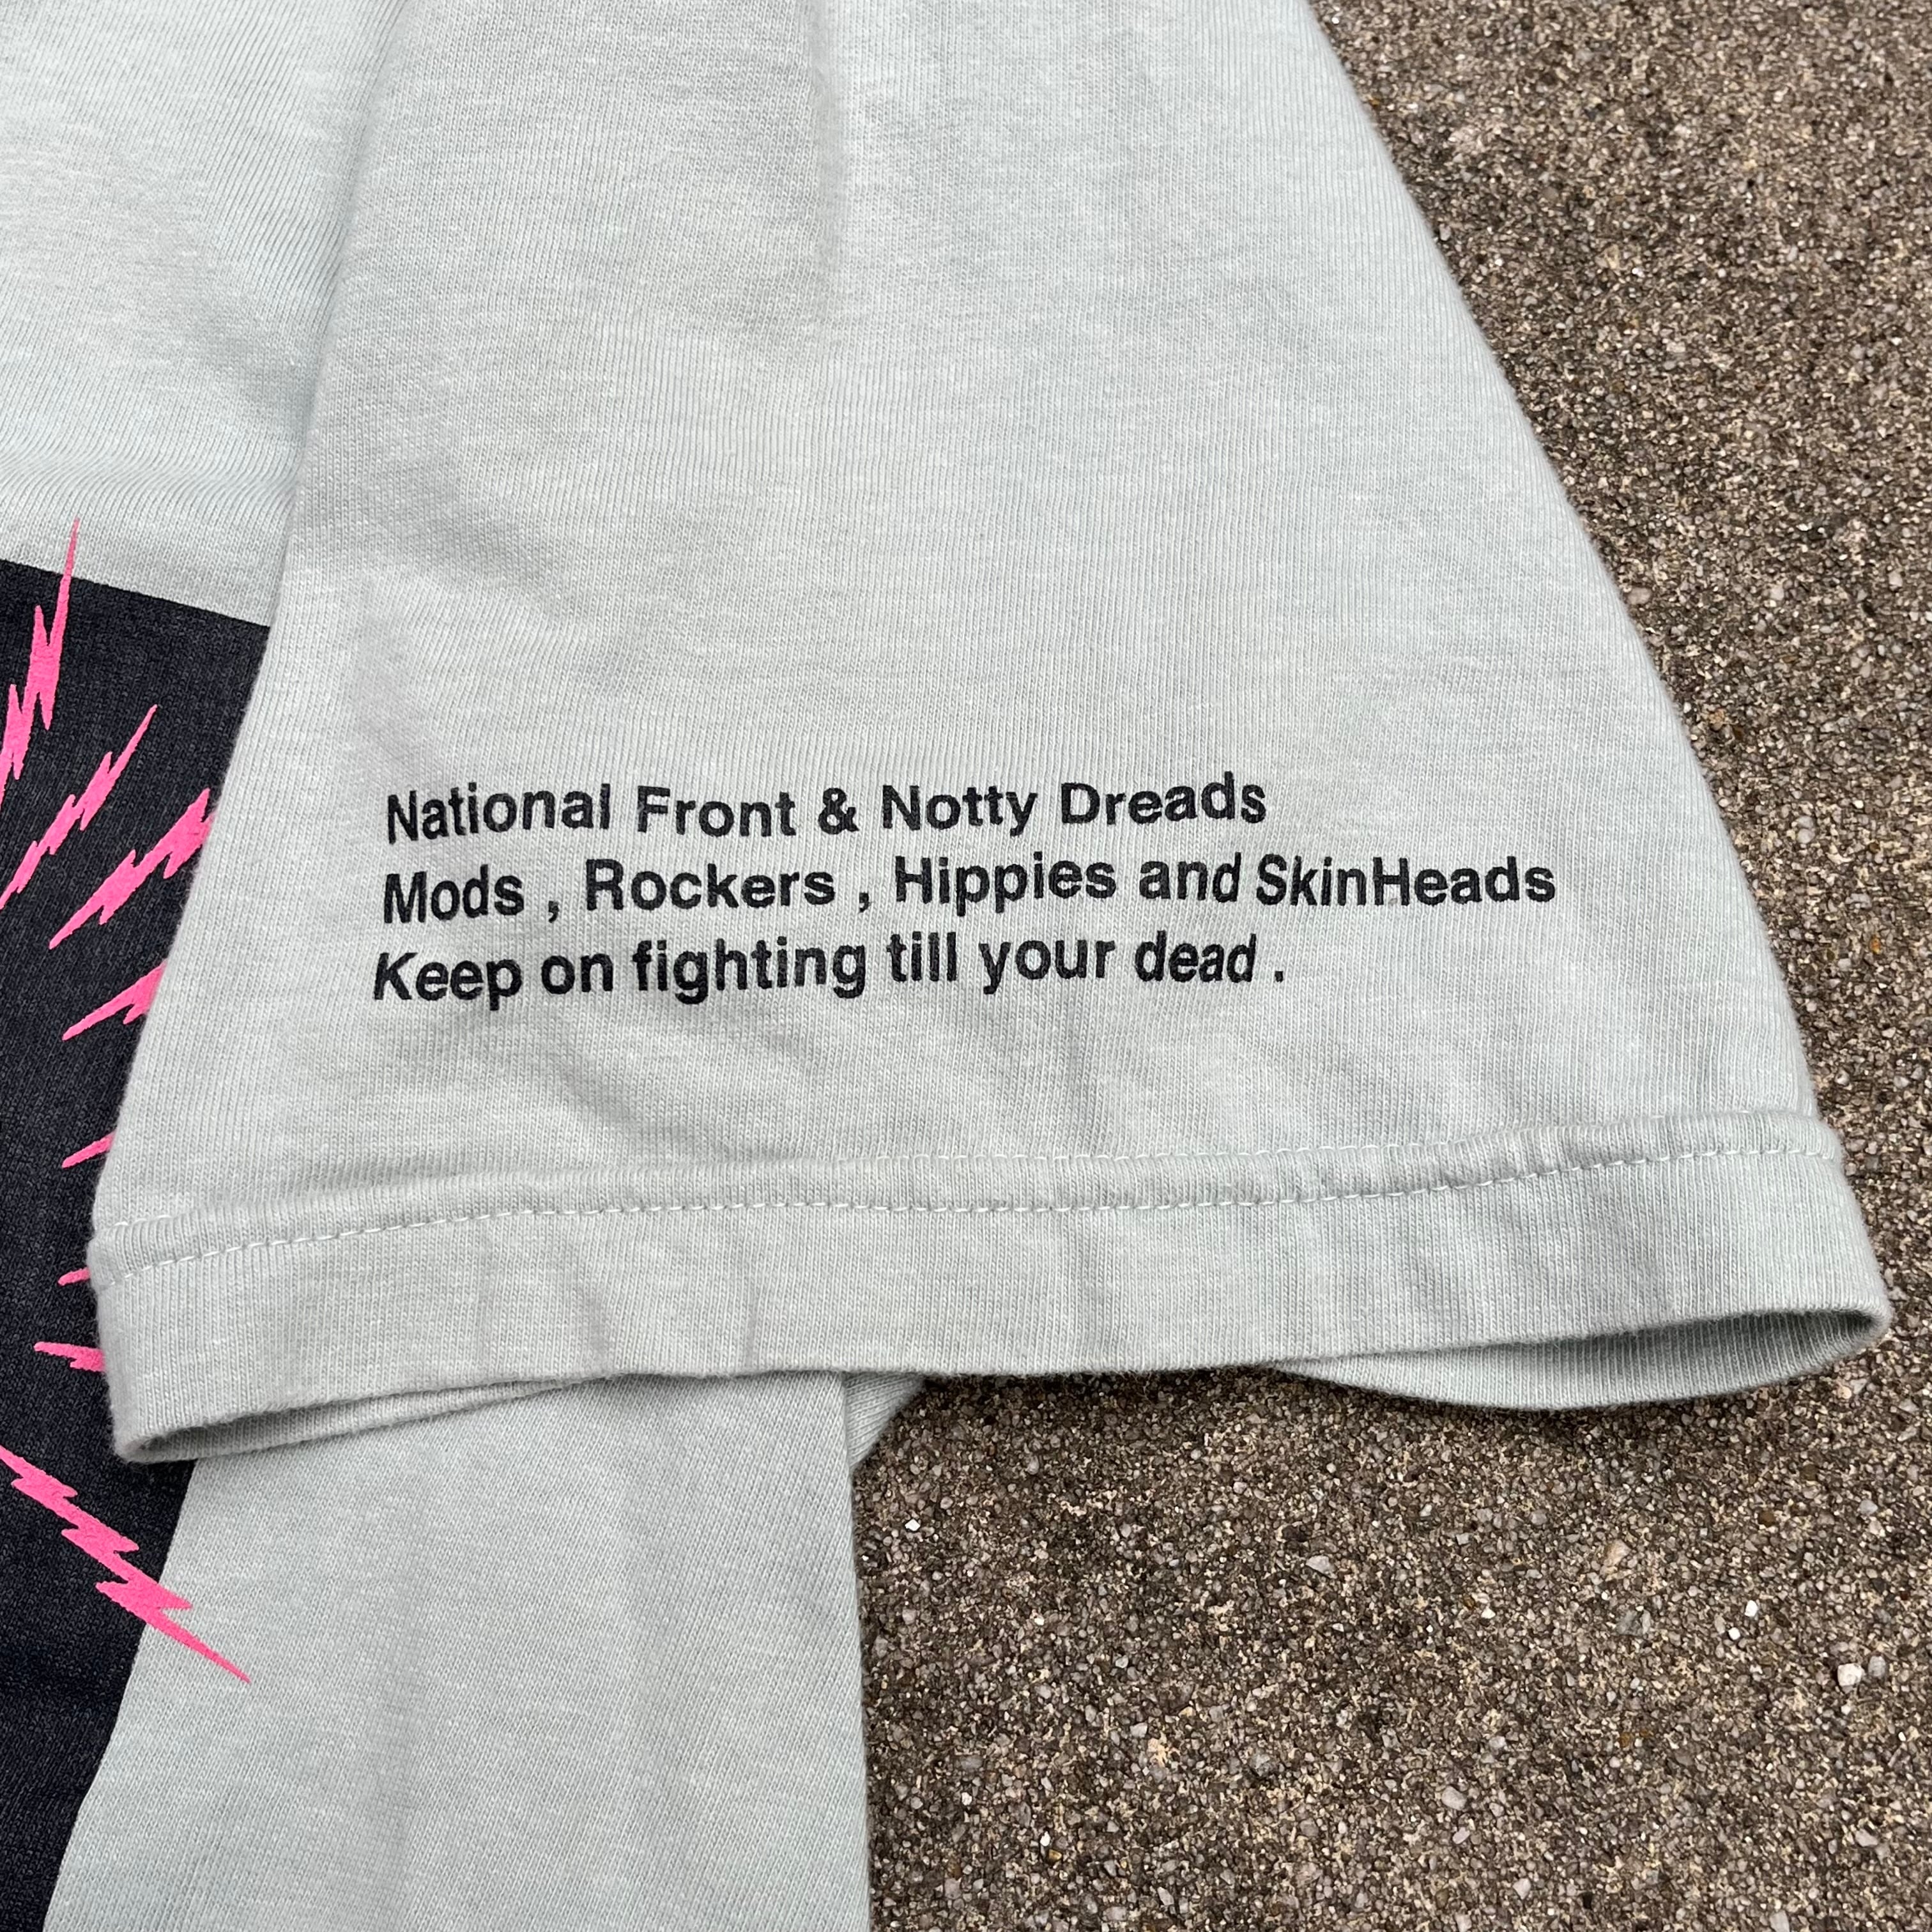 National Front & Notty Dreads
Mods , Rockers , Hippies and SkinHeads
Keep on fighting till your dead .